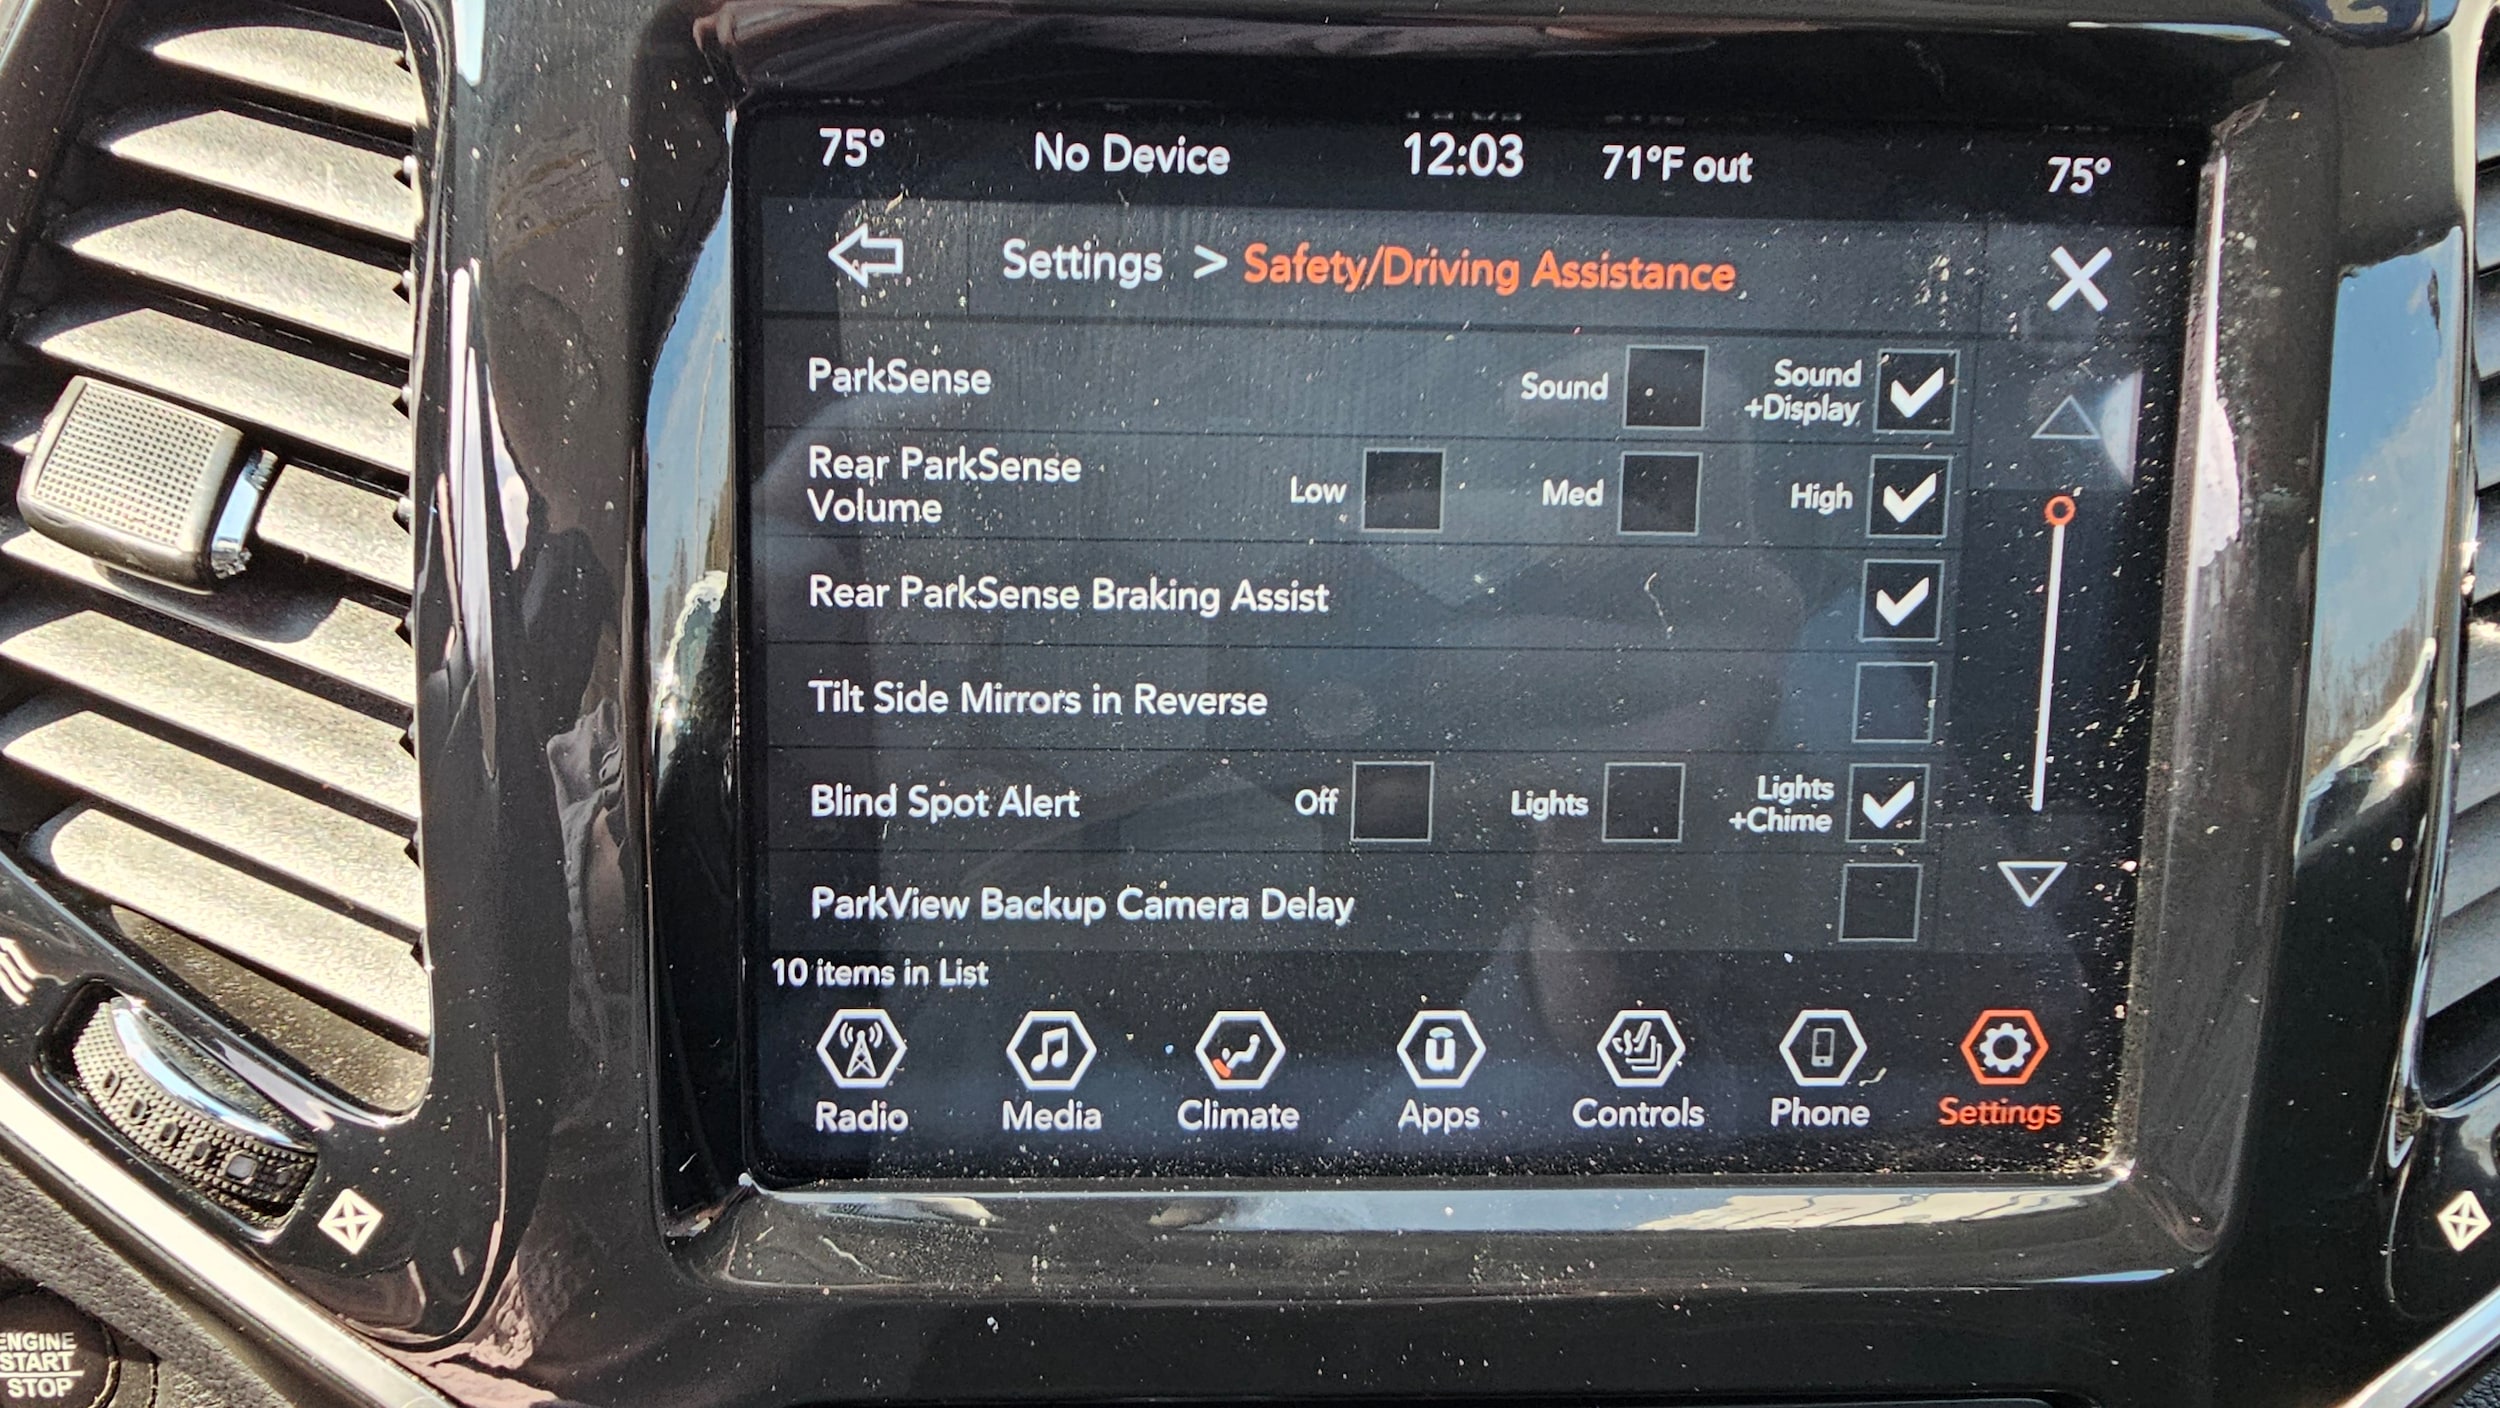 75° No Device 12:03 71°F out 75°
Settings > Safety/Driving Assistance
ParkSense Sound Sound
+Display
Rear ParkSense
Volume Low Med High
Rear ParkSense Braking Assist
Tilt Side Mirrors in Reverse
Blind Spot Alert Off Lights Lights
+Chime
ParkView Backup Camera Delay
10 items in List
Radio Media Climate Apps Controls Phone Settings
ENGINE
START
STOP